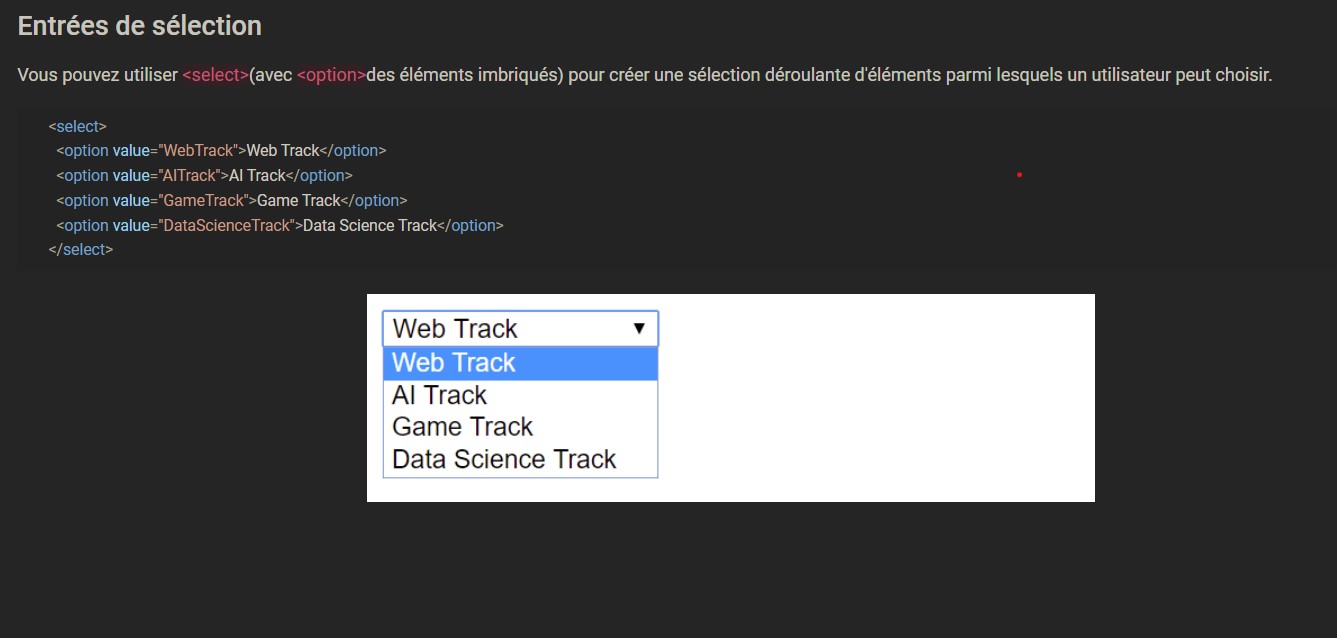 Entrées de sélection
Vous pouvez utiliser <select>(avec <option>des éléments imbriqués) pour créer une sélection déroulante d'éléments parmi lesquels un utilisateur peut choisir.
<select>
<option value="WebTrack">Web Track</option>
<option value="AITrack">AI Track</option>
<option value="GameTrack">Game Track</option>
<option value="DataScienceTrack">Data Science Track</option>
</select>
Web Track ▼
Web Track
AI Track
Game Track
Data Science Track